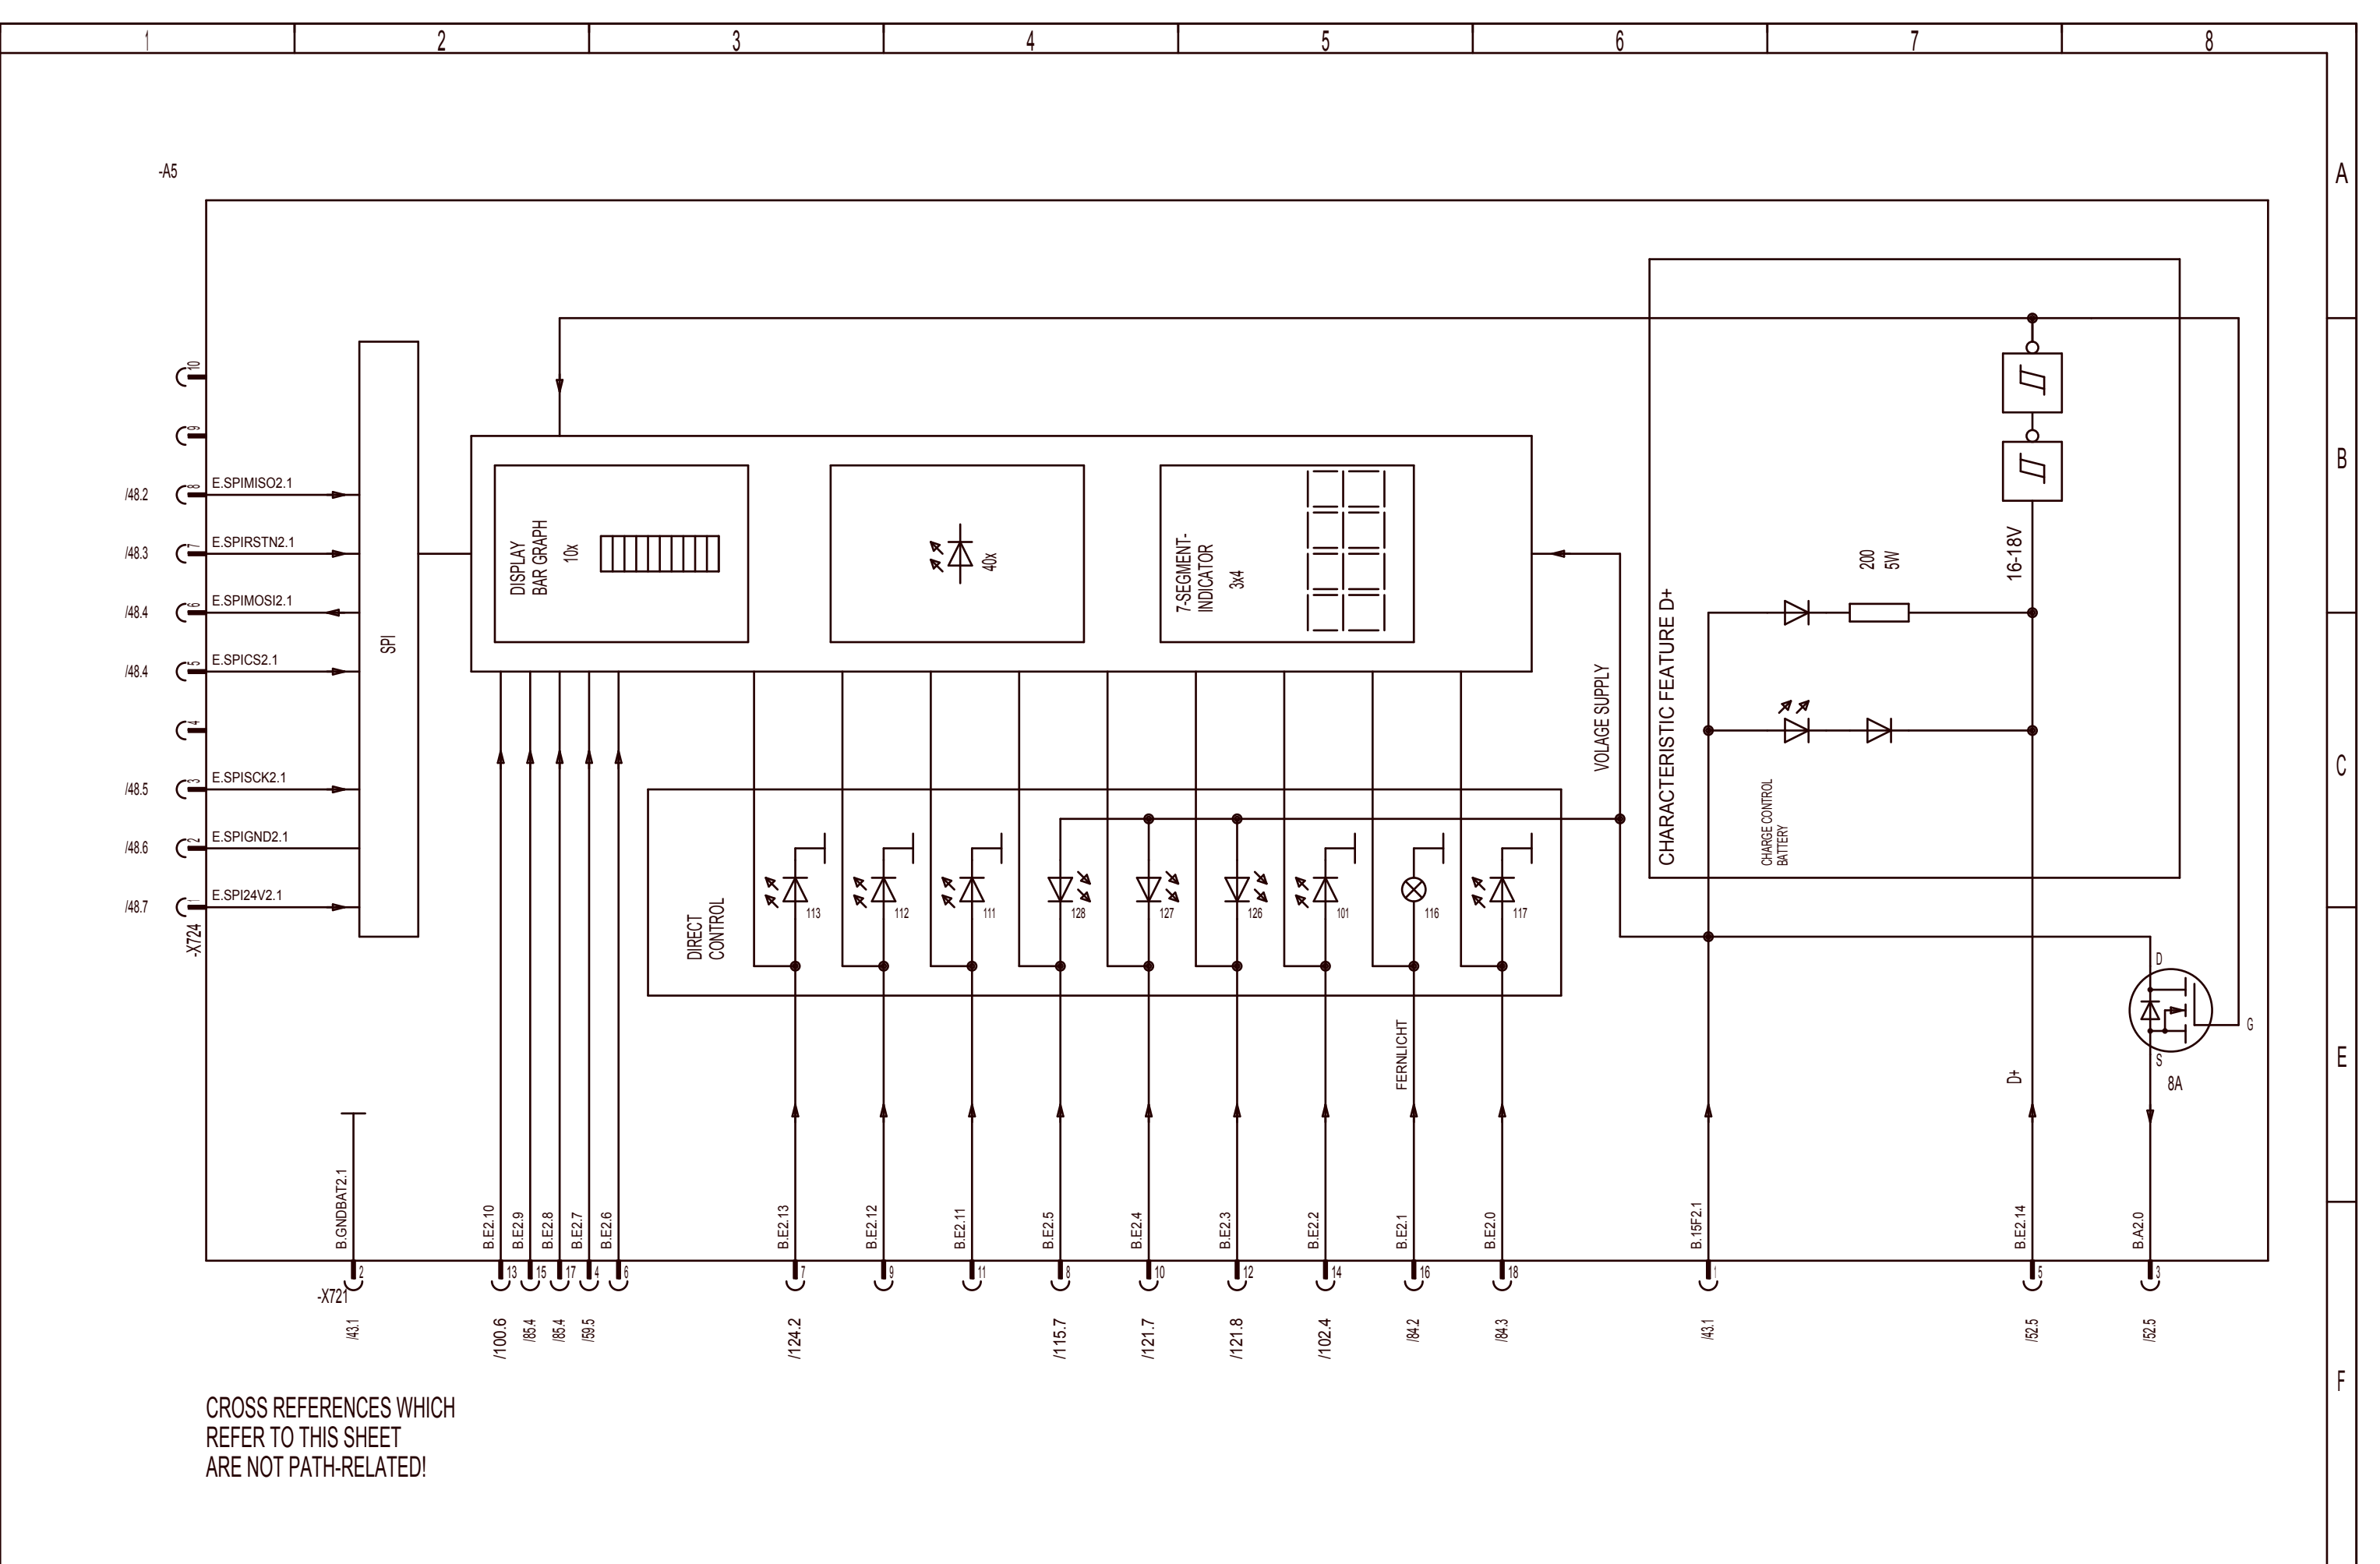 1 2 3 4 5 6 7 8
A
B
C
E
F
-A5
10
9
/48.2 8 E.SPIMISO2.1
/48.3 7 E.SPIRSTN2.1
/48.4 6 E.SPIMOSI2.1
/48.4 5 E.SPICS2.1
4
/48.5 3 E.SPISCK2.1
/48.6 2 E.SPIGND2.1
/48.7 1 E.SPI24V2.1
-X724
SPI
DISPLAY
BAR GRAPH
10x
40x
7-SEGMENT-
INDICATOR
3x4
VOLAGE SUPPLY
CHARACTERISTIC FEATURE D+
16-18V
200
5W
CHARGE CONTROL
BATTERY
DIRECT
CONTROL
113 112 111 128 127 126 101 116 117
FERNLICHT
D+
D
G
S
8A
B.GNDBAT2.1
B.E2.10
B.E2.9
B.E2.8
B.E2.7
B.E2.6
B.E2.13
B.E2.12
B.E2.11
B.E2.5
B.E2.4
B.E2.3
B.E2.2
B.E2.1
B.E2.0
B.15F2.1
B.E2.14
B.A2.0
-X721
2 13 15 17 4 6 7 9 11 8 10 12 14 16 18 1 5 3
/43.1
/100.6
/85.4
/85.4
/59.5
/124.2
/115.7
/121.7
/121.8
/102.4
/84.2
/84.3
/43.1
/52.5
/52.5
CROSS REFERENCES WHICH
REFER TO THIS SHEET
ARE NOT PATH-RELATED!